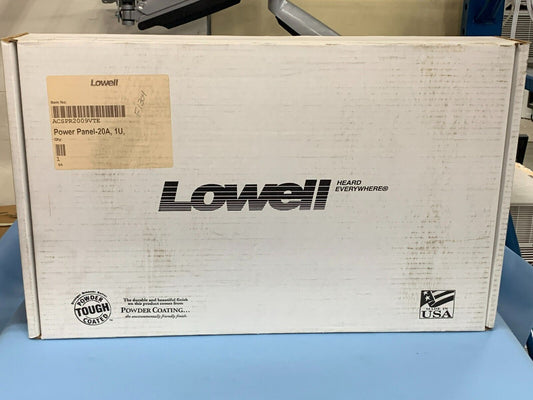 Lowell
Item No:
ACSPR2009VTE
Power Panel-20A, 1U,
Qty:
1
Lowell
HEARD
EVERYWHERE®
POWDER
TOUGH
COATED
The durable and beautiful finish
on this product comes from
POWDER COATING...
the environmentally friendly finish.
MADE IN
USA